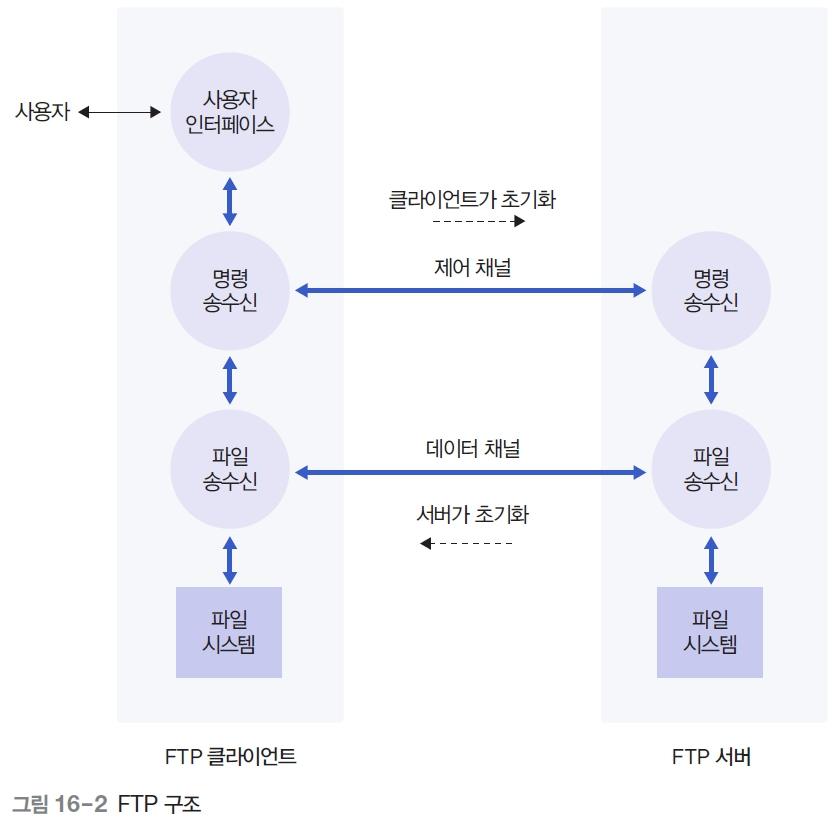 사용자
사용자
인터페이스
클라이언트가 초기화
제어 채널
명령
송수신
명령
송수신
데이터 채널
파일
송수신
파일
송수신
서버가 초기화
파일
시스템
파일
시스템
FTP 클라이언트
FTP 서버
그림 16-2 FTP 구조